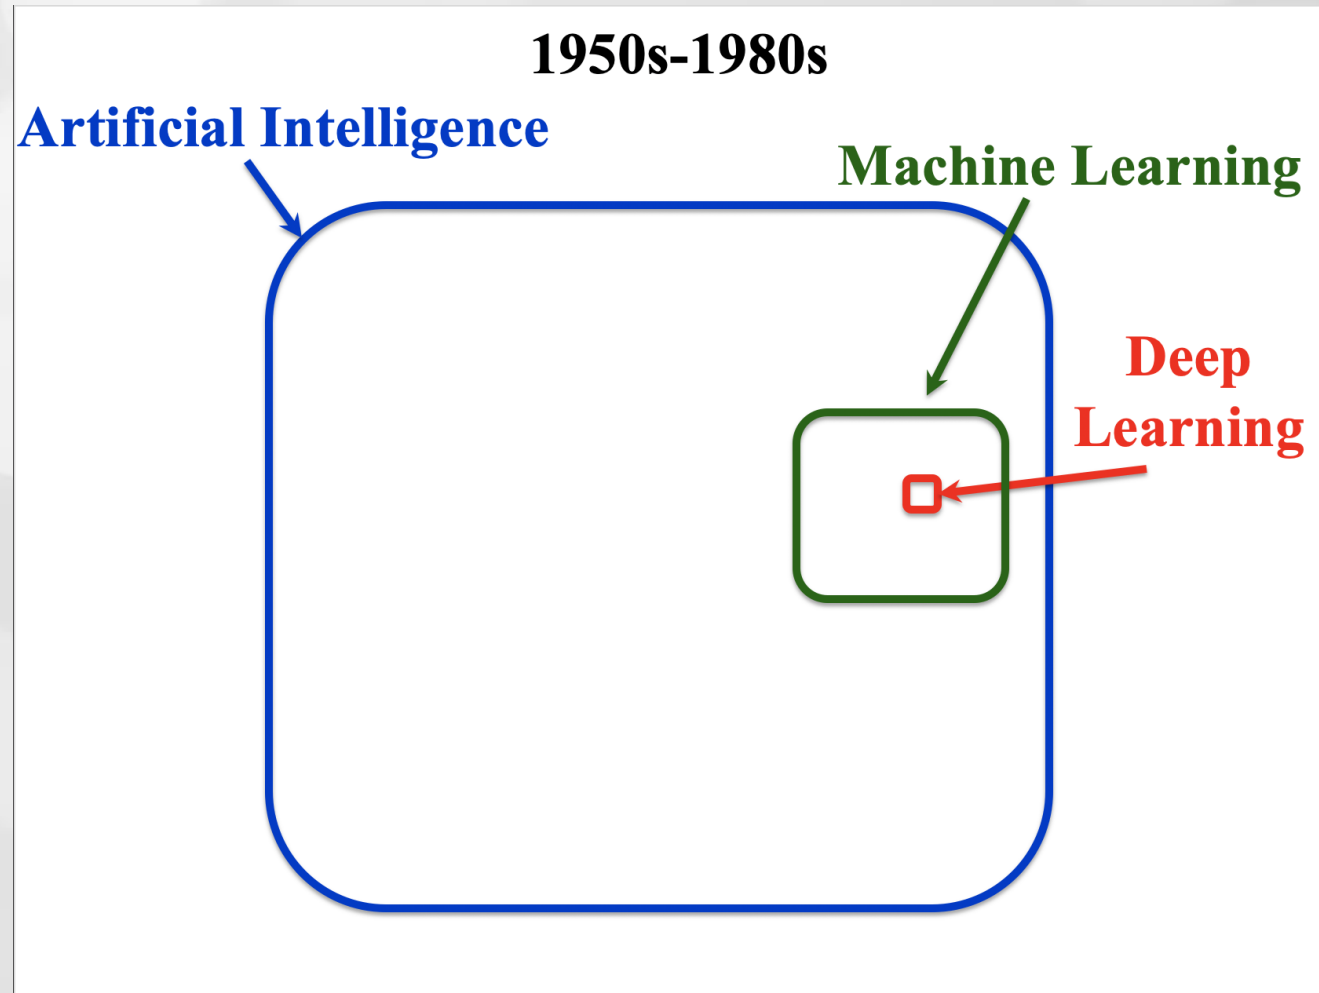 1950s-1980s
Artificial Intelligence
Machine Learning
Deep
Learning